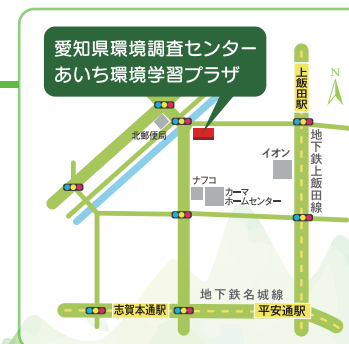 愛知県環境調査センター
あいち環境学習プラザ
上飯田駅
N
北郵便局
イオン
地下鉄上飯田線
ナフコ
カーマ
ホームセンター
地下鉄名城線
志賀本通駅
平安通駅